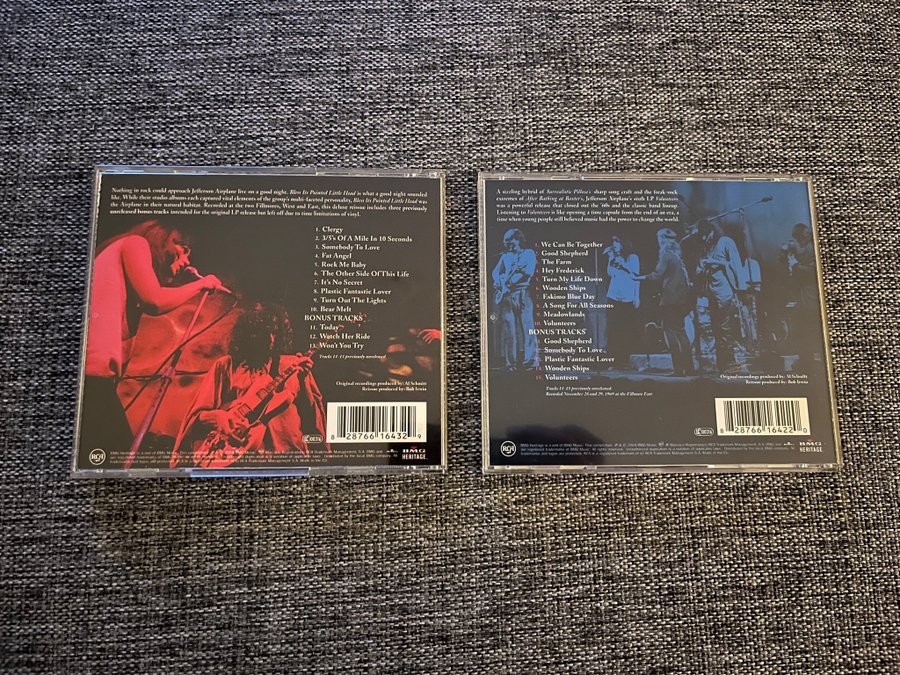 Nothing in rock could approach Jefferson Airplane live on a good night. Bless Its Pointed Little Head is what a good night sounded
like. While their studio albums each captured vital elements of the group's multi-faceted personality, Bless Its Pointed Little Head was
the Airplane in their natural habitat. Recorded at the two Fillmores, West and East, this deluxe reissue includes three previously
unreleased bonus tracks intended for the original LP release but left off due to time limitations of vinyl.
1. Clergy
2. 3/5's Of A Mile In 10 Seconds
3. Somebody To Love
4. Fat Angel
5. Rock Me Baby
6. The Other Side Of This Life
7. It's No Secret
8. Plastic Fantastic Lover
9. Turn Out The Lights
10. Bear Melt
BONUS TRACKS
11. Today
12. Watch Her Ride
13. Won't You Try
Tracks 11-13 previously unreleased
Original recordings produced by: Al Schmitt
Reissue produced by: Bob Irwin
8 28766 16432 9
RCA
BMG
HERITAGE
A sizzling hybrid of Surrealistic Pillow's sharp song craft and the freak-rock
extremes of After Bathing at Baxter's, Jefferson Airplane's sixth LP Volunteers
was a powerful release that closed out the '60s and the classic band lineup.
Listening to Volunteers is like opening a time capsule from the end of an era, a
time when young people still believed music had the power to change the world.
1. We Can Be Together
2. Good Shepherd
3. The Farm
4. Hey Frederick
5. Turn My Life Down
6. Wooden Ships
7. Eskimo Blue Day
8. A Song For All Seasons
9. Meadowlands
10. Volunteers
BONUS TRACKS
11. Good Shepherd
12. Somebody To Love
13. Plastic Fantastic Lover
14. Wooden Ships
15. Volunteers
Recorded November 28 and 29, 1969 at the Fillmore East
Original recordings produced by: Al Schmitt
Reissue produced by: Bob Irwin
8 28766 16422 0
RCA
BMG
HERITAGE